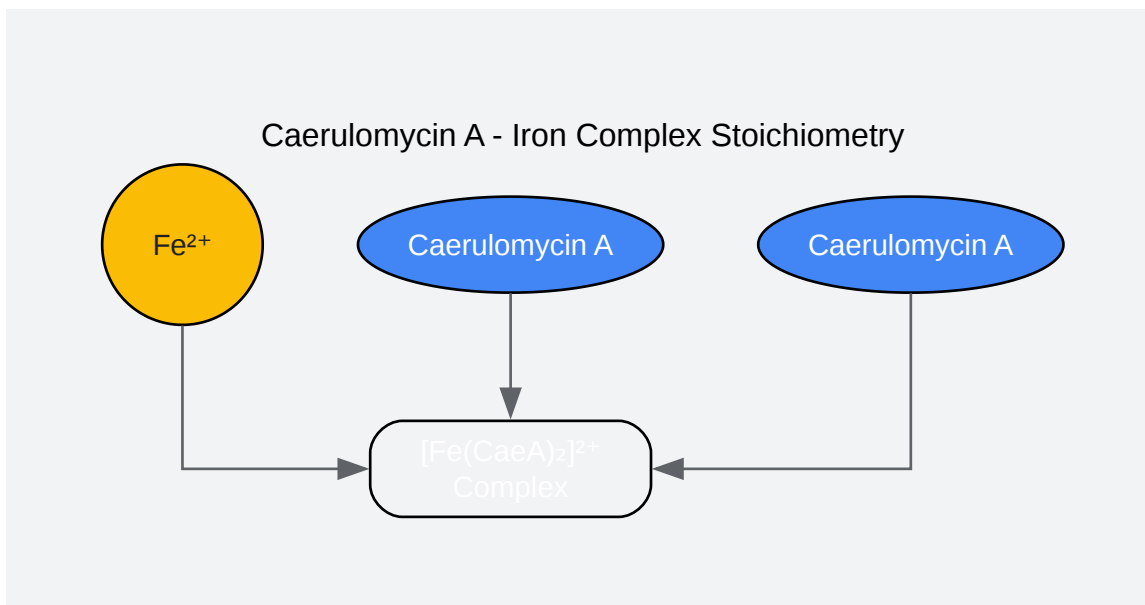 Caerulomycin A - Iron Complex Stoichiometry
Fe²⁺
Caerulomycin A
Caerulomycin A
[Fe(CaeA)₂]²⁺
Complex